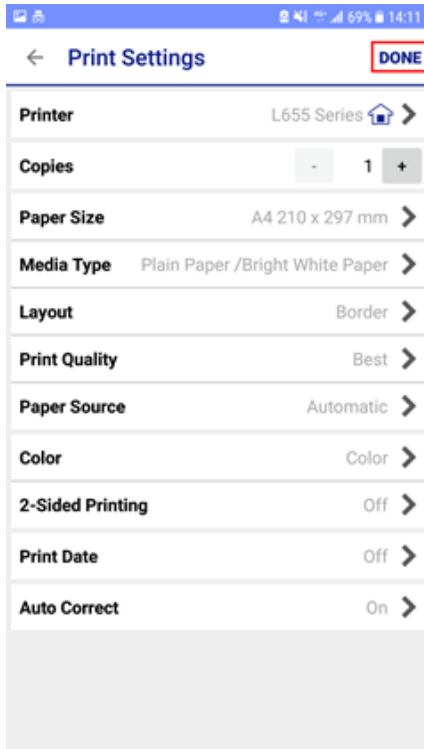 69% 14:11
Print Settings DONE
Printer L655 Series
Copies - 1 +
Paper Size A4 210 x 297 mm
Media Type Plain Paper /Bright White Paper
Layout Border
Print Quality Best
Paper Source Automatic
Color Color
2-Sided Printing Off
Print Date Off
Auto Correct On